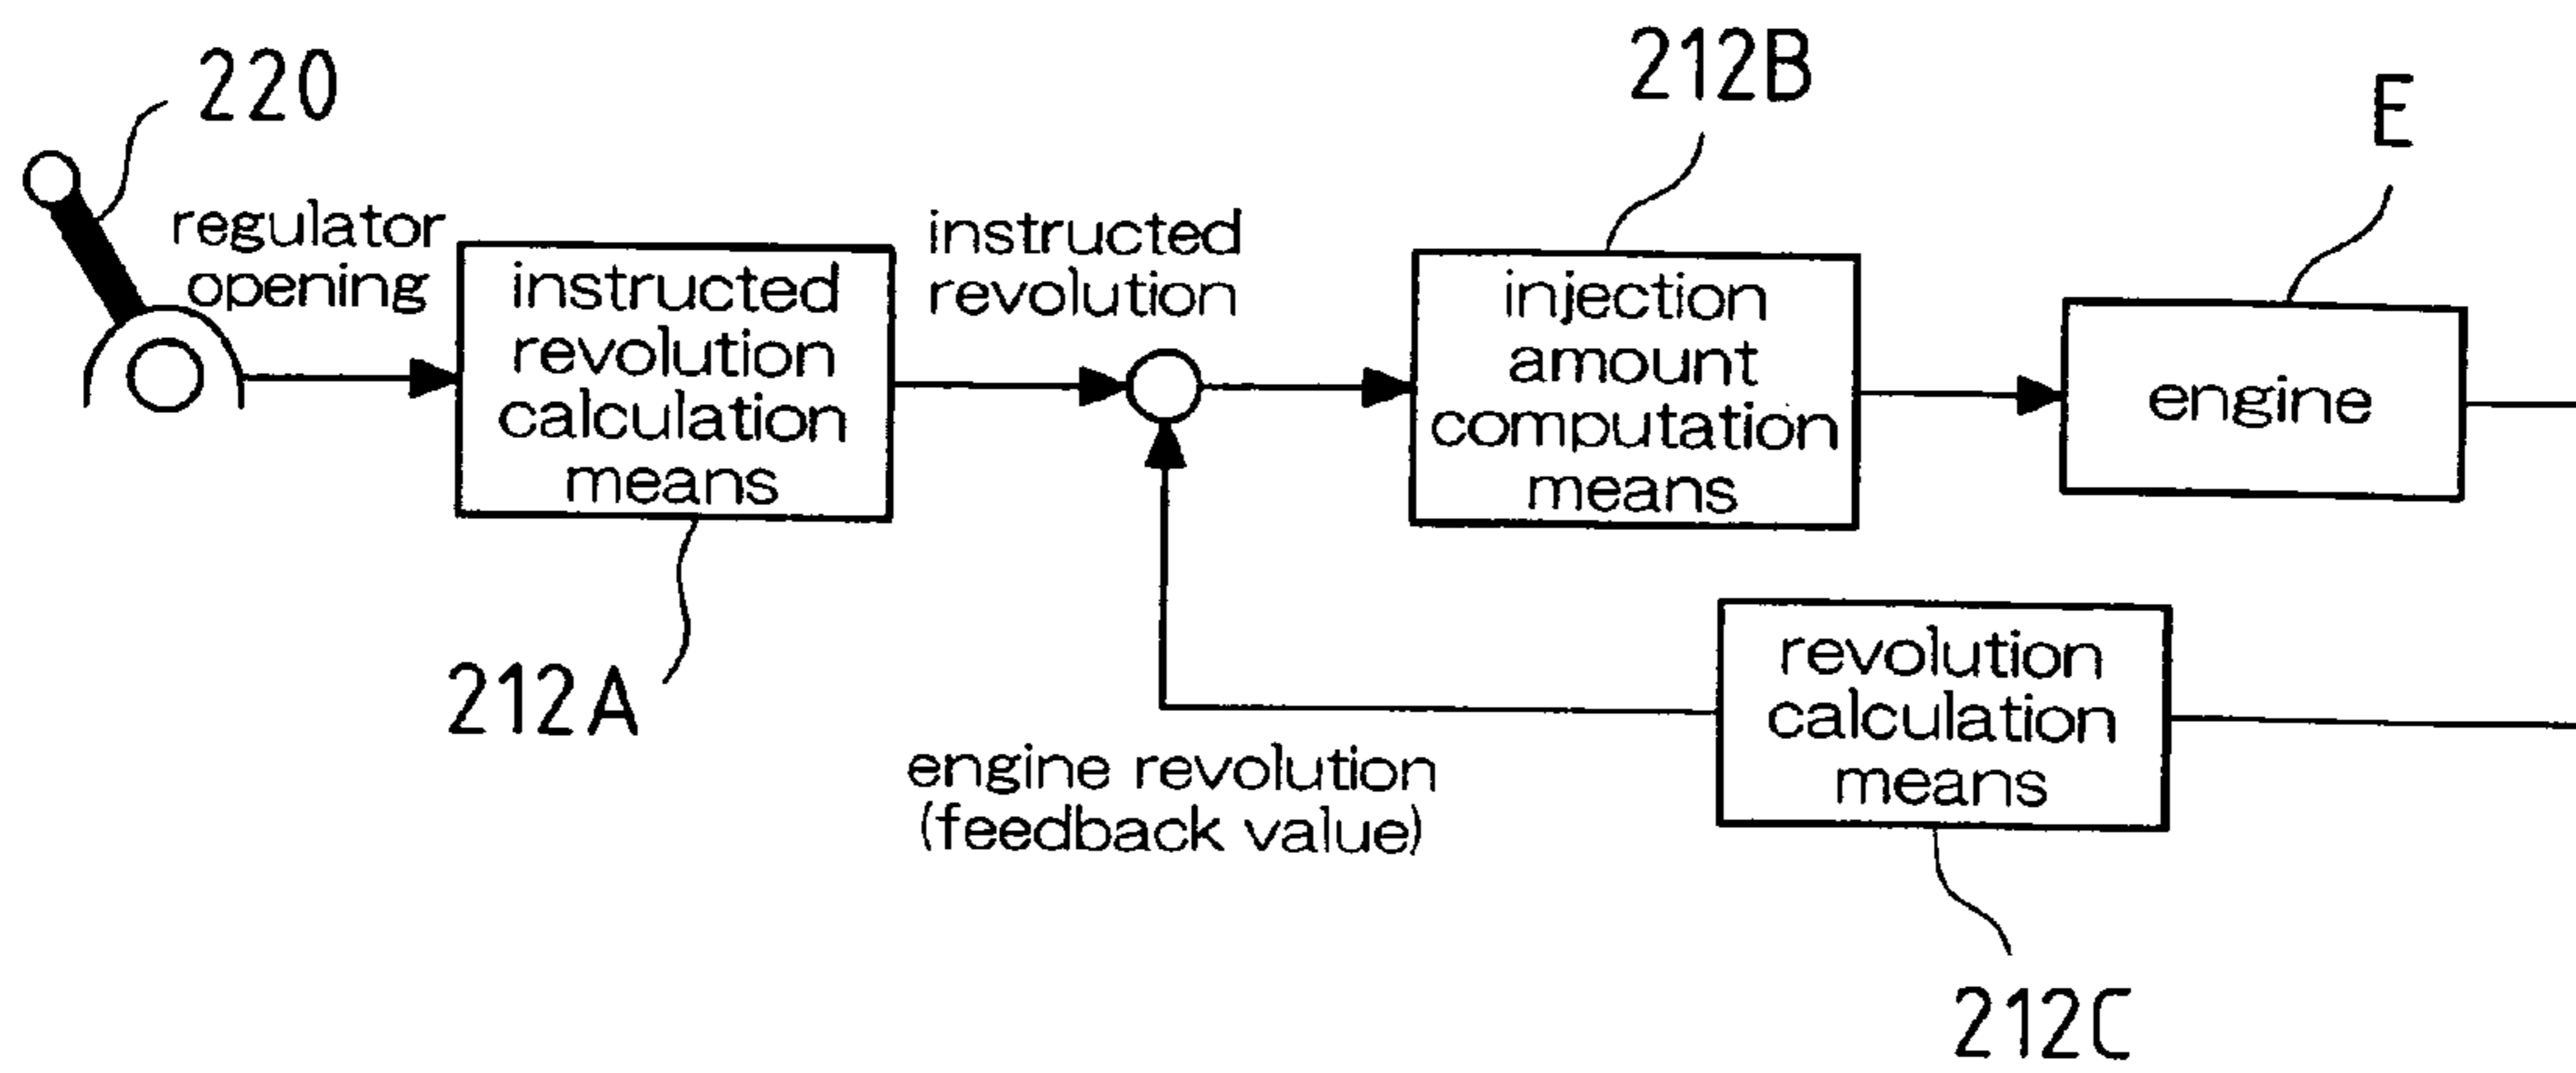 220
regulator
opening
instructed
revolution
calculation
means
212A
instructed
revolution
212B
injection
amount
computation
means
E
engine
revolution
calculation
means
212C
engine revolution
(feedback value)